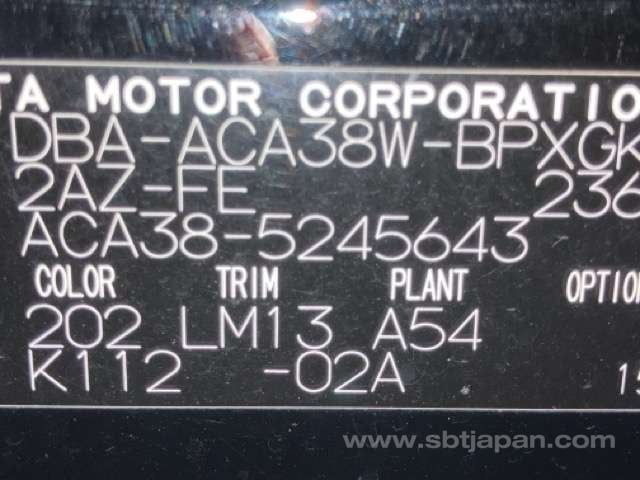 TA MOTOR CORPORATIO
DBA-ACA38W-BPXGK
2AZ-FE 236
ACA38-5245643
COLOR TRIM PLANT OPTION
202 LM13 A54
K112 -02A 15
www.sbtjapan.com